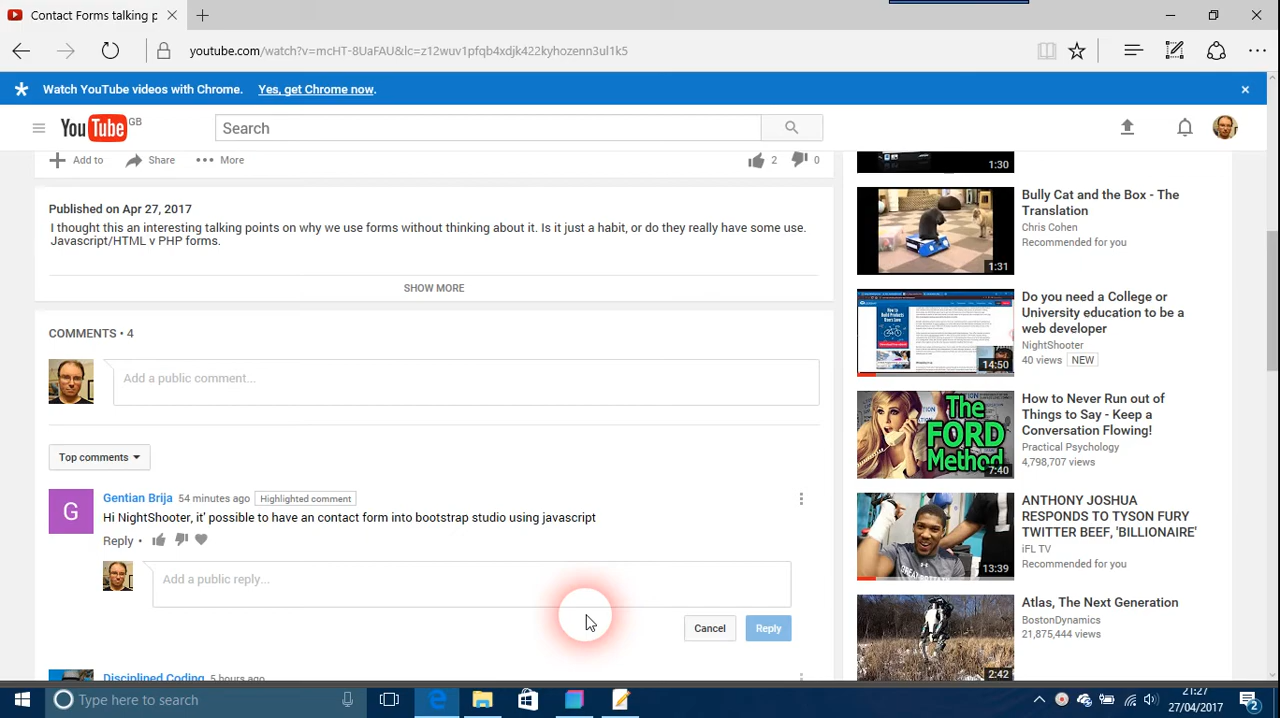 Contact Forms talking p
youtube.com/watch?v=mcHT-8UaFAU&lc=z12wuv1pfqb4xdjk422kyhozenn3ul1k5
Watch YouTube videos with Chrome. Yes, get Chrome now.
YouTube GB
Search
Add to Share More 2 0
Published on Apr 27, 2017
I thought this an interesting talking points on why we use forms without thinking about it. Is it just a habit, or do they really have some use.
Javascript/HTML v PHP forms.
SHOW MORE
COMMENTS • 4
Add a public comment...
Top comments
G
Gentian Brija 54 minutes ago Highlighted comment
Hi NightShooter, it' possible to have an contact form into bootstrap studio using javascript
Reply •
Add a public reply...
Cancel Reply
Disciplined Coding 5 hours ago
1:30
1:31
Bully Cat and the Box - The
Translation
Chris Cohen
Recommended for you
14:50
Do you need a College or
University education to be a
web developer
NightShooter
40 views NEW
The
FORD
Method
7:40
How to Never Run out of
Things to Say - Keep a
Conversation Flowing!
Practical Psychology
4,798,707 views
13:39
ANTHONY JOSHUA
RESPONDS TO TYSON FURY
TWITTER BEEF, 'BILLIONAIRE'
iFL TV
Recommended for you
2:42
Atlas, The Next Generation
BostonDynamics
21,875,444 views
Type here to search
21:27
27/04/2017
2